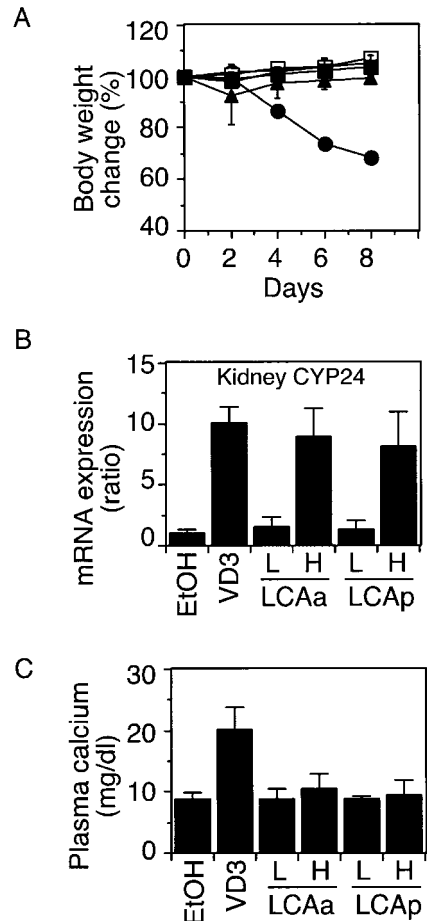 A
Body weight
change (%)
120
100
80
60
40
0 2 4 6 8
Days
B
mRNA expression
(ratio)
15
10
5
0
Kidney CYP24
EtOH VD3 L H L H
LCAa LCAp
C
Plasma calcium
(mg/dl)
30
20
10
0
EtOH VD3 L H L H
LCAa LCAp